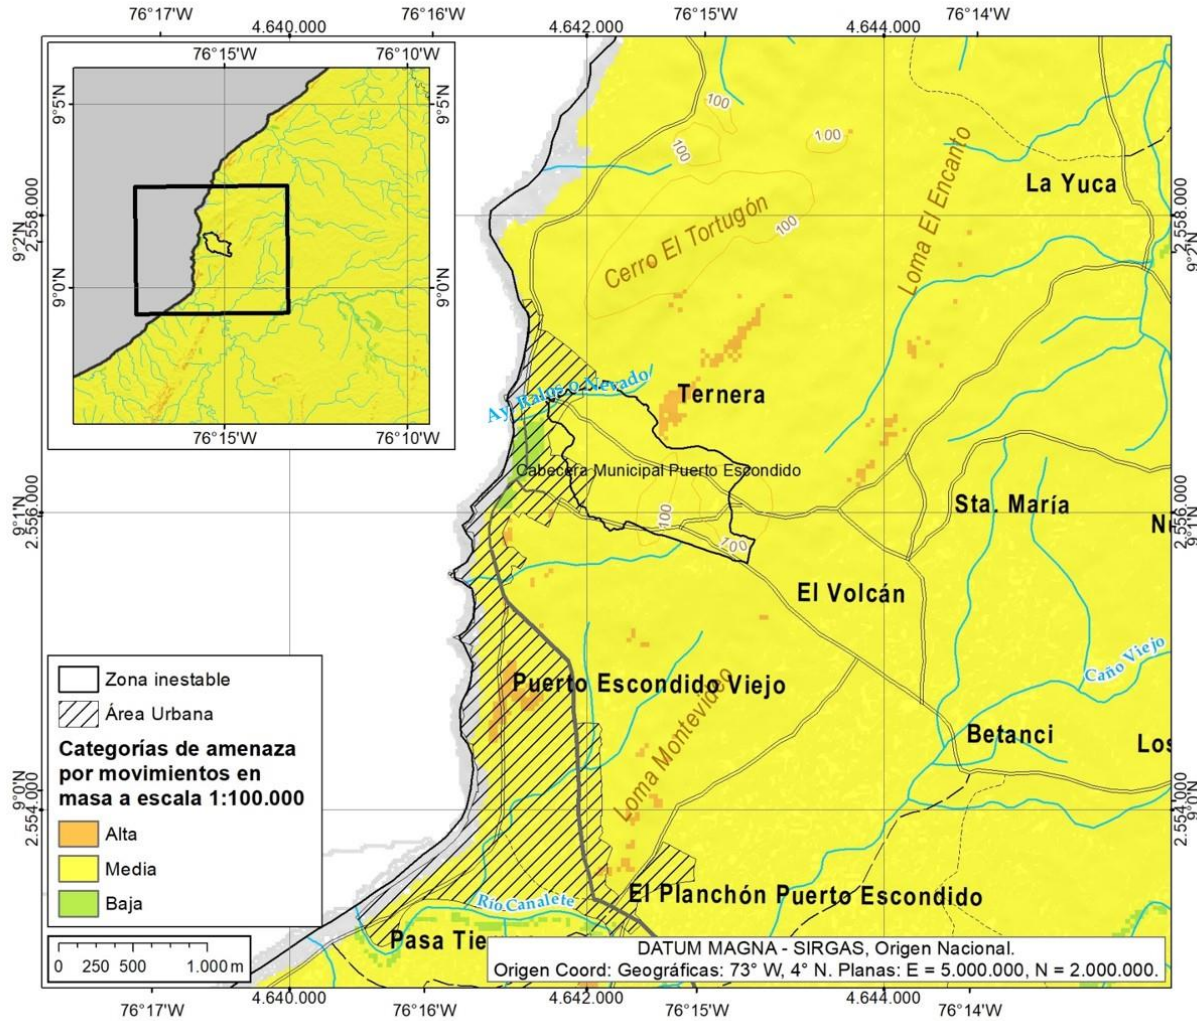 76°17'W
76°16'W
76°15'W
76°14'W
4.640.000
4.642.000
4.644.000
76°15'W
76°10'W
9°5'N
9°5'N
9°0'N
9°0'N
76°15'W
76°10'W
9°2'N
2.558.000
2.558.000
9°2'N
9°1'N
2.556.000
2.556.000
9°1'N
9°0'N
2.554.000
2.554.000
9°0'N
100
100
100
100
La Yuca
Cerro El Tortugón
Loma El Encanto
Ternera
Cabecera Municipal Puerto Escondido
100
100
Sta. María
El Volcán
Caño Viejo
Puerto Escondido Viejo
Loma Montevideo
Betanci
Los
El Planchón Puerto Escondido
Río Canalete
Pasa Tie
Zona inestable
Área Urbana
Categorías de amenaza
por movimientos en
masa a escala 1:100.000
Alta
Media
Baja
0 250 500 1.000 m
DATUM MAGNA - SIRGAS, Origen Nacional.
Origen Coord: Geográficas: 73° W, 4° N. Planas: E = 5.000.000, N = 2.000.000.
4.640.000
4.642.000
4.644.000
76°17'W
76°16'W
76°15'W
76°14'W